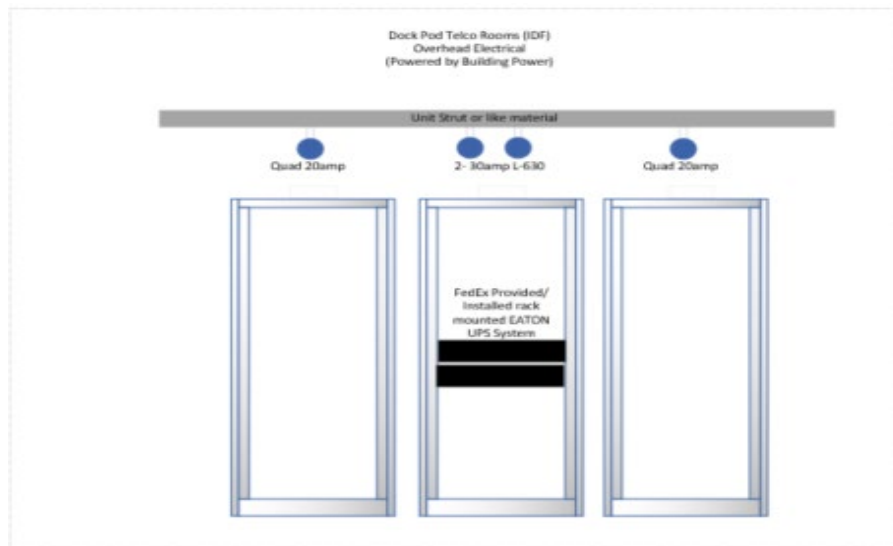 Dock Pod Telco Rooms (IDF)
Overhead Electrical
(Powered by Building Power)
Unit Strut or like material
Quad 20amp
2- 30amp L-630
Quad 20amp
FedEx Provided/
Installed rack
mounted EATON
UPS System